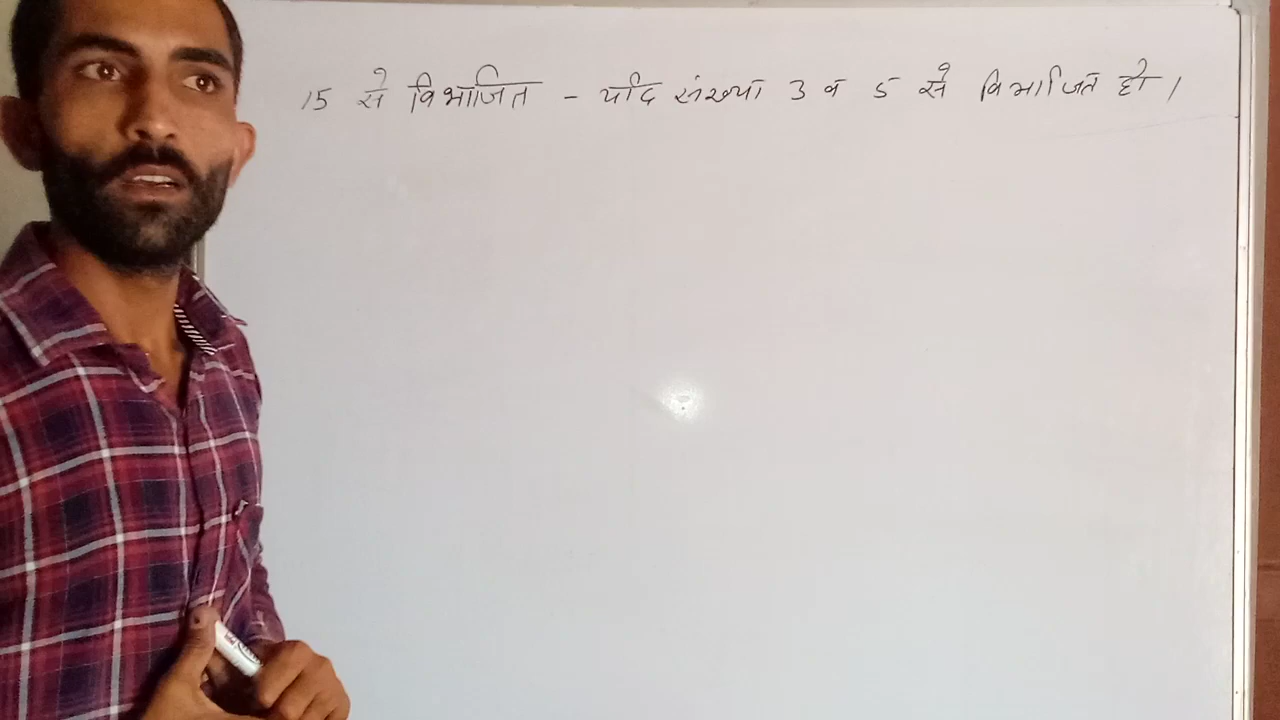 15 से विभाजित - यदि संख्या 3 व 5 से विभाजित हो ।